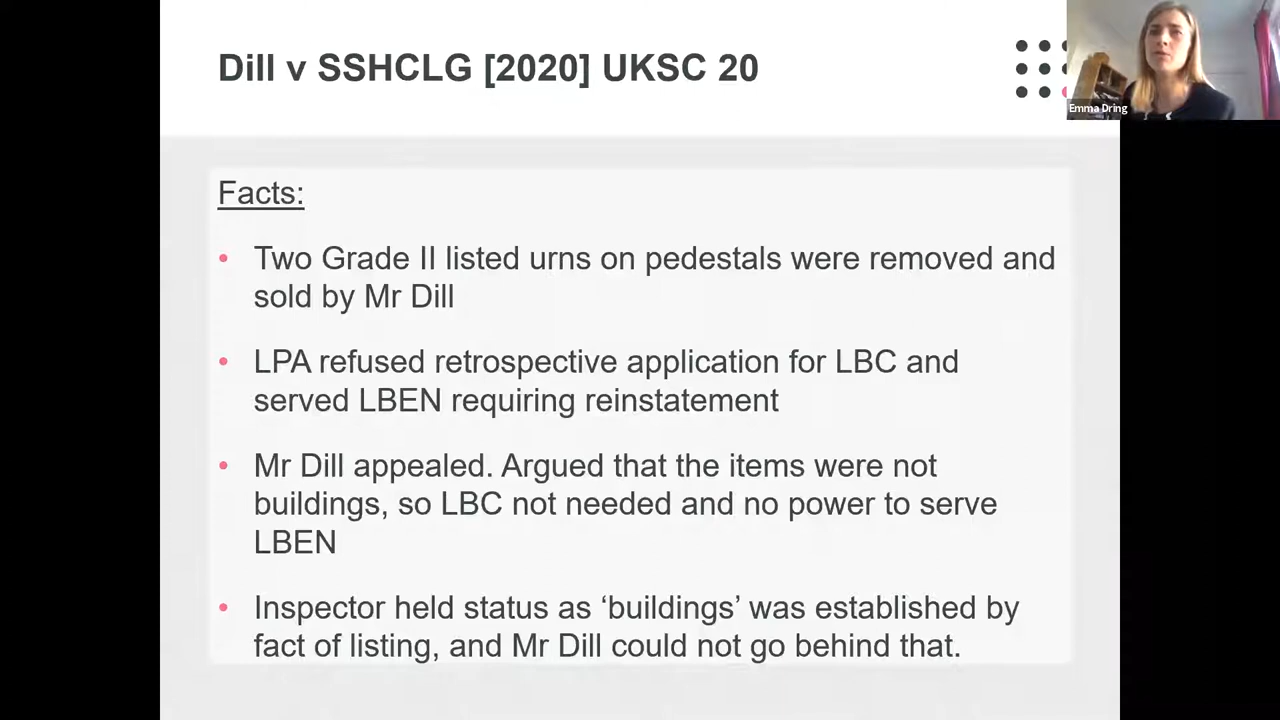 Dill v SSHCLG [2020] UKSC 20
Emma Dring
Facts:
• Two Grade II listed urns on pedestals were removed and
sold by Mr Dill
• LPA refused retrospective application for LBC and
served LBEN requiring reinstatement
• Mr Dill appealed. Argued that the items were not
buildings, so LBC not needed and no power to serve
LBEN
• Inspector held status as ‘buildings’ was established by
fact of listing, and Mr Dill could not go behind that.